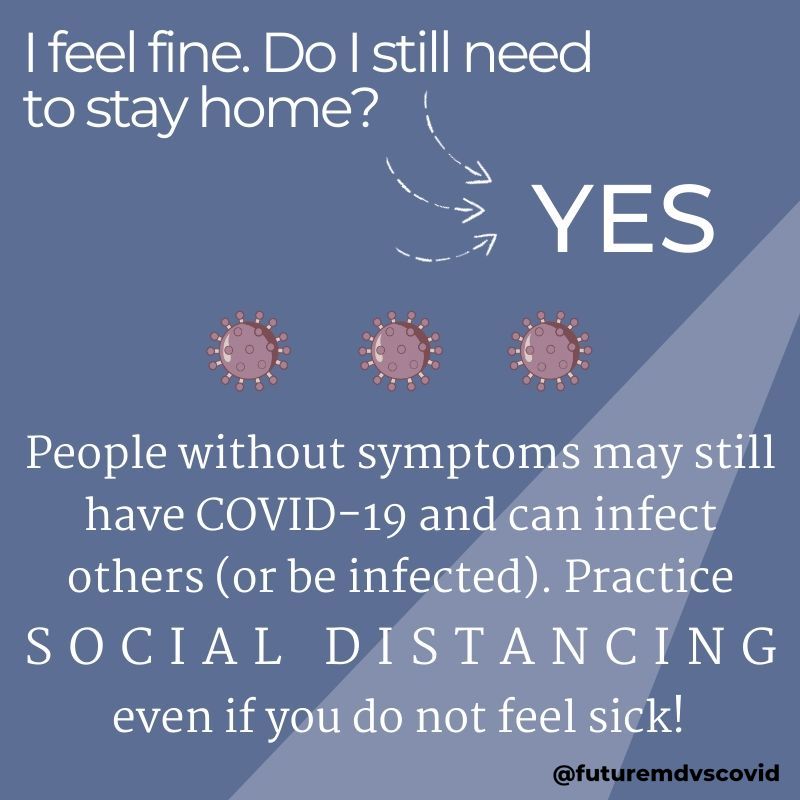 I feel fine. Do I still need
to stay home?
YES
People without symptoms may still
have COVID-19 and can infect
others (or be infected). Practice
SOCIAL DISTANCING
even if you do not feel sick!
@futuremdvscovid